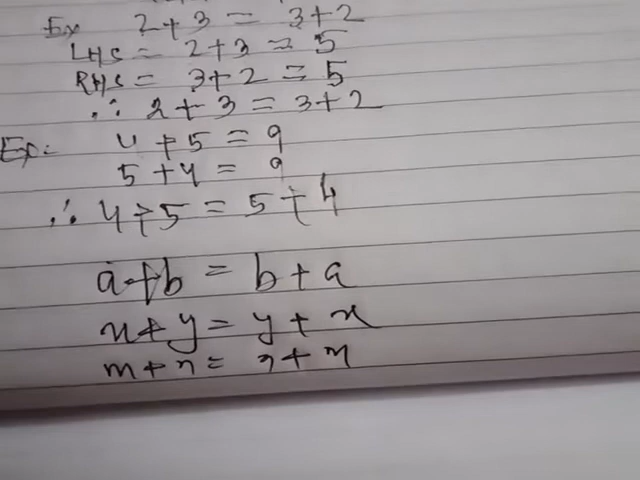 Ex 2+3 = 3+2
LHS = 2+3 = 5
RHS = 3+2 = 5
∴ 2+3 = 3+2
Ex:- 4+5 = 9
5+4 = 9
∴ 4+5 = 5+4
a+b = b+a
x+y = y+x
m+n = n+m